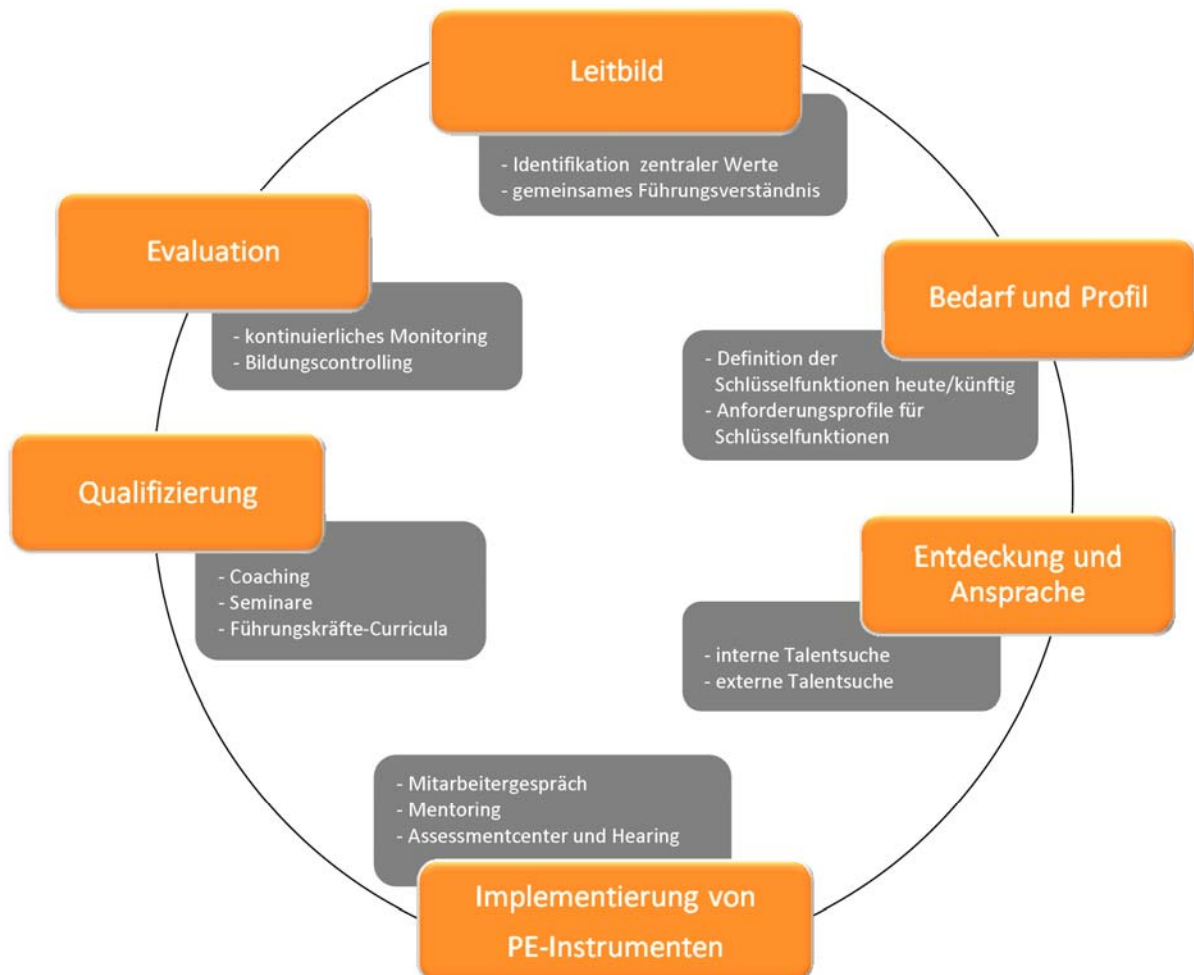 Leitbild
- Identifikation zentraler Werte
- gemeinsames Führungsverständnis
Bedarf und Profil
- Definition der
Schlüsselfunktionen heute/künftig
- Anforderungsprofile für
Schlüsselfunktionen
Entdeckung und
Ansprache
- interne Talentsuche
- externe Talentsuche
- Mitarbeitergespräch
- Mentoring
- Assessmentcenter und Hearing
Implementierung von
PE-Instrumenten
Qualifizierung
- Coaching
- Seminare
- Führungskräfte-Curricula
Evaluation
- kontinuierliches Monitoring
- Bildungscontrolling